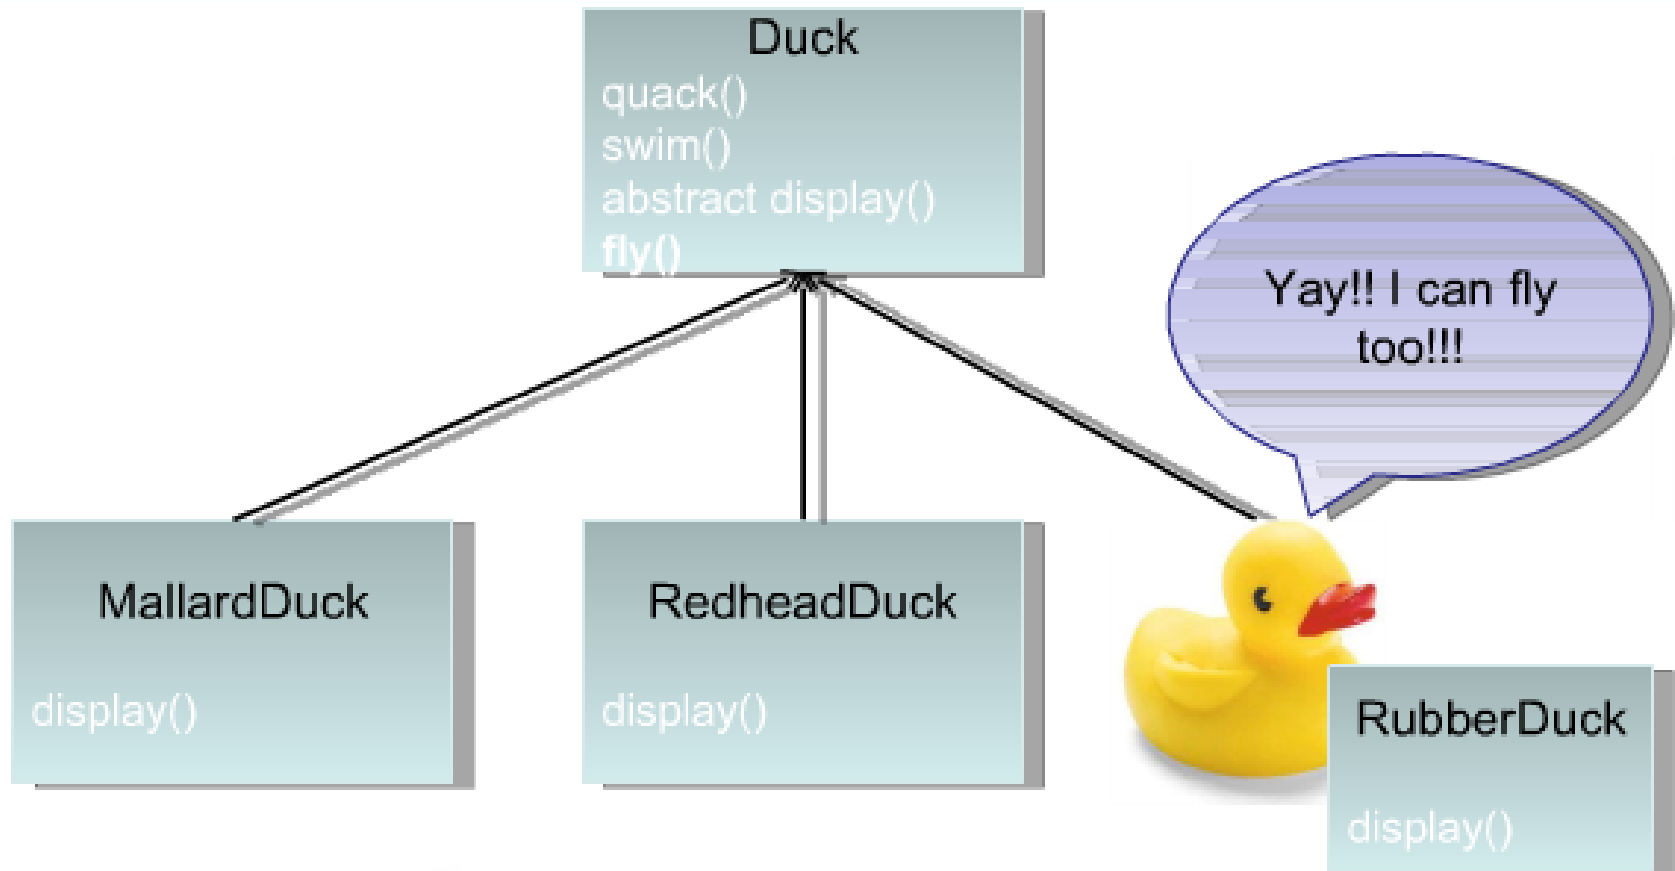 Duck
quack()
swim()
abstract display()
fly()
Yay!! I can fly
too!!!
MallardDuck
display()
RedheadDuck
display()
RubberDuck
display()